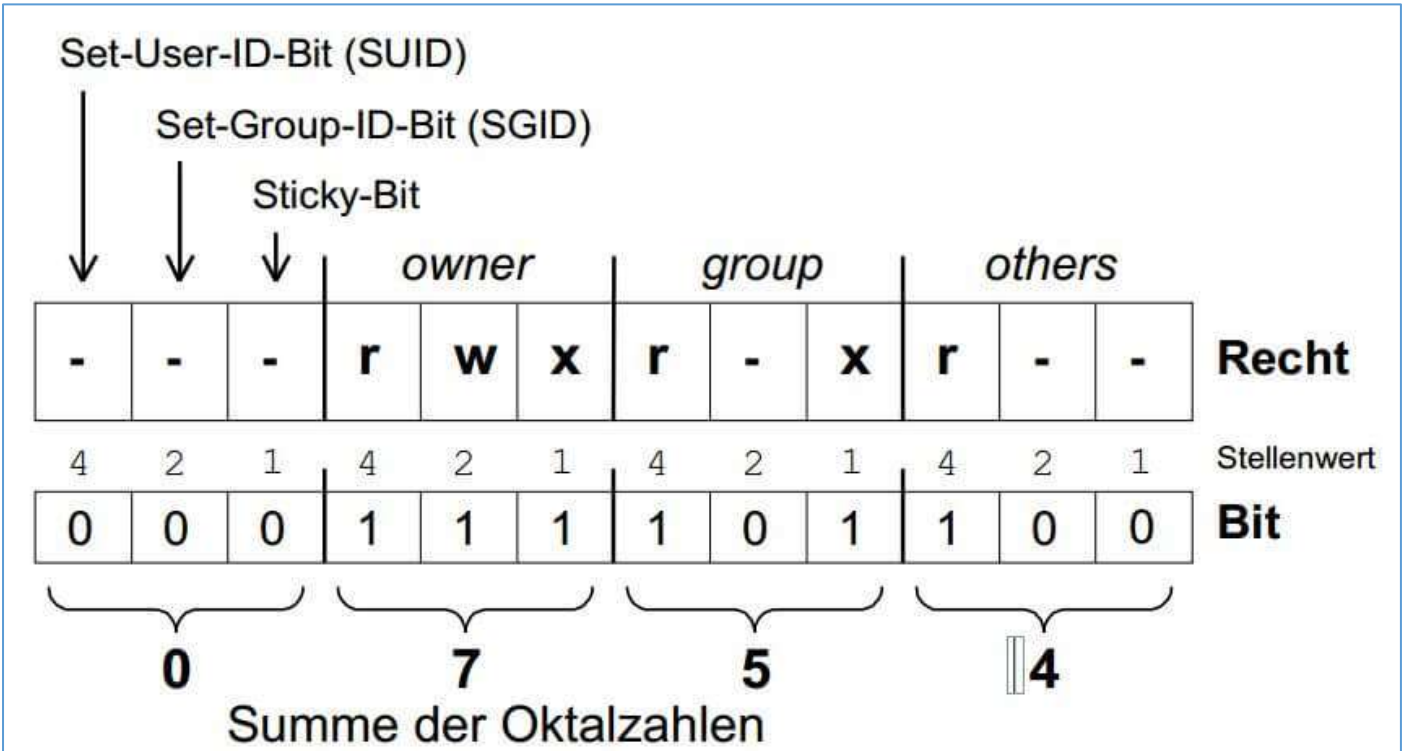 Set-User-ID-Bit (SUID)
Set-Group-ID-Bit (SGID)
Sticky-Bit
owner group others
- - - r w x r - x r - - Recht
4 2 1 4 2 1 4 2 1 4 2 1 Stellenwert
0 0 0 1 1 1 1 0 1 1 0 0 Bit
0 7 5 4
Summe der Oktalzahlen